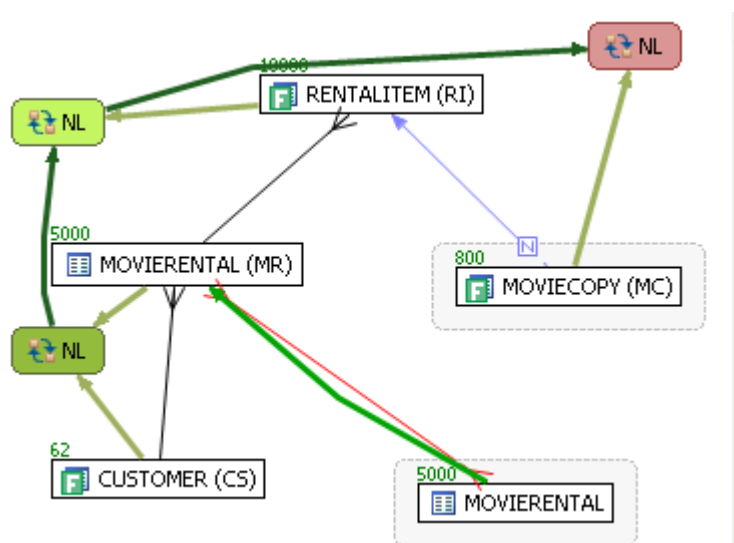 NL
10000
RENTALITEM (RI)
NL
5000
MOVIERENTAL (MR)
N
800
MOVIECOPY (MC)
NL
62
CUSTOMER (CS)
5000
MOVIERENTAL